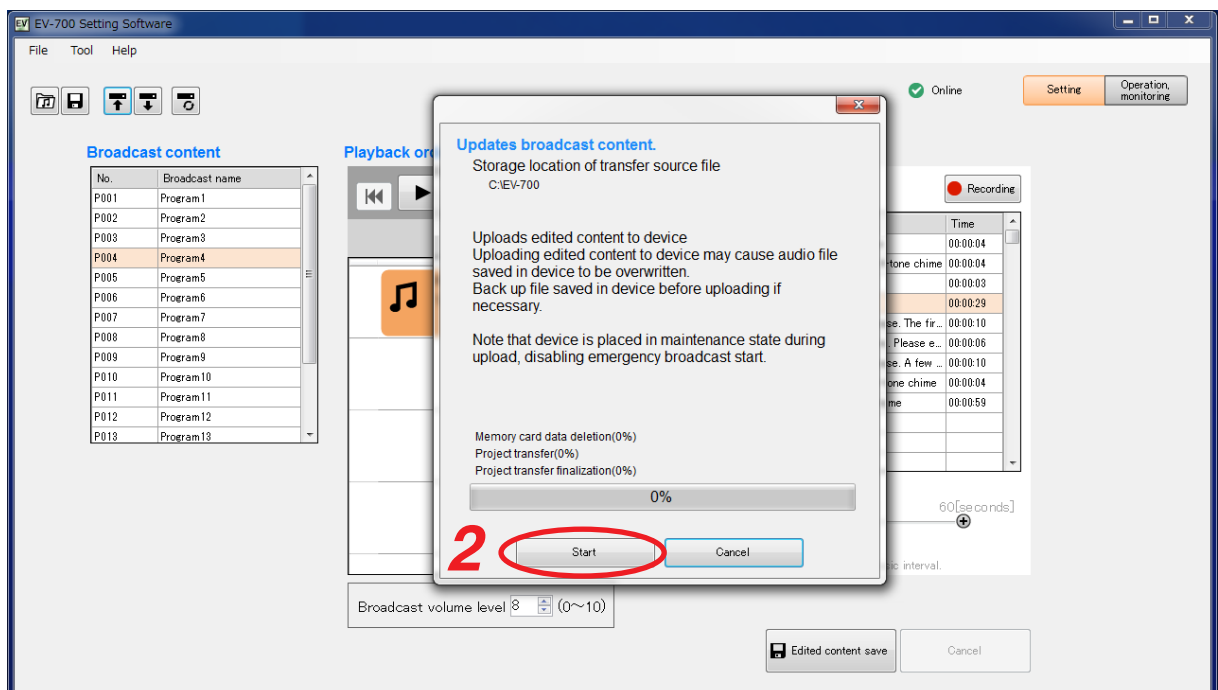 EV EV-700 Setting Software
File Tool Help
Online
Setting
Operation,
monitoring
Broadcast content
No. Broadcast name
P001 Program1
P002 Program2
P003 Program3
P004 Program4
P005 Program5
P006 Program6
P007 Program7
P008 Program8
P009 Program9
P010 Program10
P011 Program11
P012 Program12
P013 Program13
Playback
Updates broadcast content.
Storage location of transfer source file
C:\EV-700
Uploads edited content to device
Uploading edited content to device may cause audio file
saved in device to be overwritten.
Back up file saved in device before uploading if
necessary.
Note that device is placed in maintenance state during
upload, disabling emergency broadcast start.
Memory card data deletion(0%)
Project transfer(0%)
Project transfer finalization(0%)
0%
2
Start
Cancel
Recording
Time
00:00:04
tone chime 00:00:04
00:00:03
00:00:29
se. The fir... 00:00:10
. Please e... 00:00:06
se. A few ... 00:00:10
one chime 00:00:04
me 00:00:59
60[seconds]
interval.
Broadcast volume level 8 (0～10)
Edited content save
Cancel